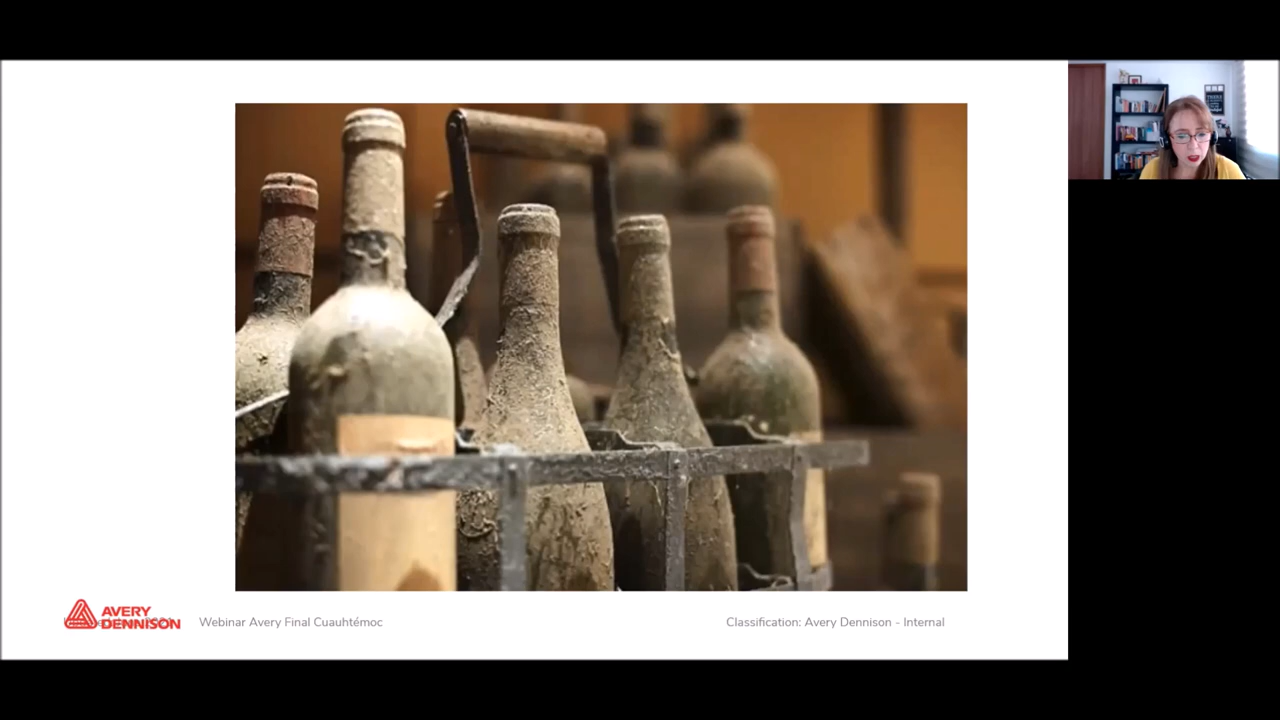 AVERY
DENNISON
Webinar Avery Final Cuauhtémoc
Classification: Avery Dennison - Internal